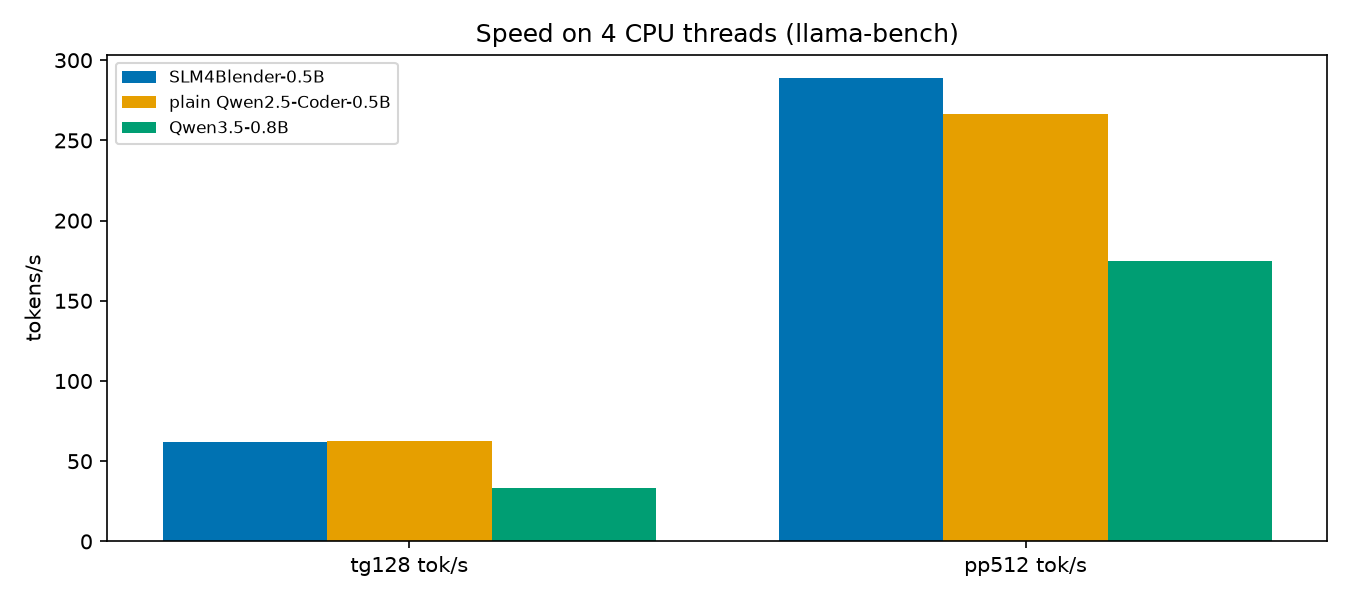 Speed on 4 CPU threads (llama-bench)
SLM4Blender-0.5B
plain Qwen2.5-Coder-0.5B
Qwen3.5-0.8B
tokens/s
300
250
200
150
100
50
0
tg128 tok/s
pp512 tok/s